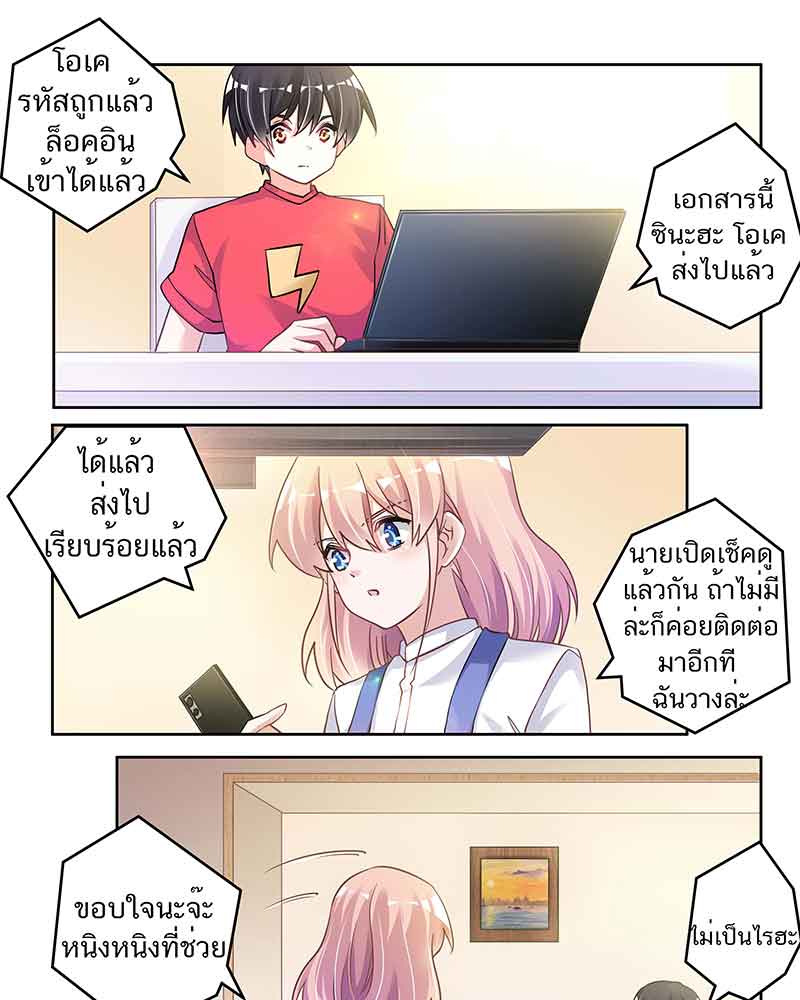 โอเค
รหัสถูกแล้ว
ล็อคอิน
เข้าได้แล้ว
เอกสารนี้
ซินะฮะ โอเค
ส่งไปแล้ว
ได้แล้ว
ส่งไป
เรียบร้อยแล้ว
นายเปิดเช็คดู
แล้วกัน ถ้าไม่มี
ล่ะก็ค่อยติดต่อ
มาอีกที
ฉันวางล่ะ
ขอบใจนะจ๊ะ
หนิงหนิงที่ช่วย
ไม่เป็นไรฮะ